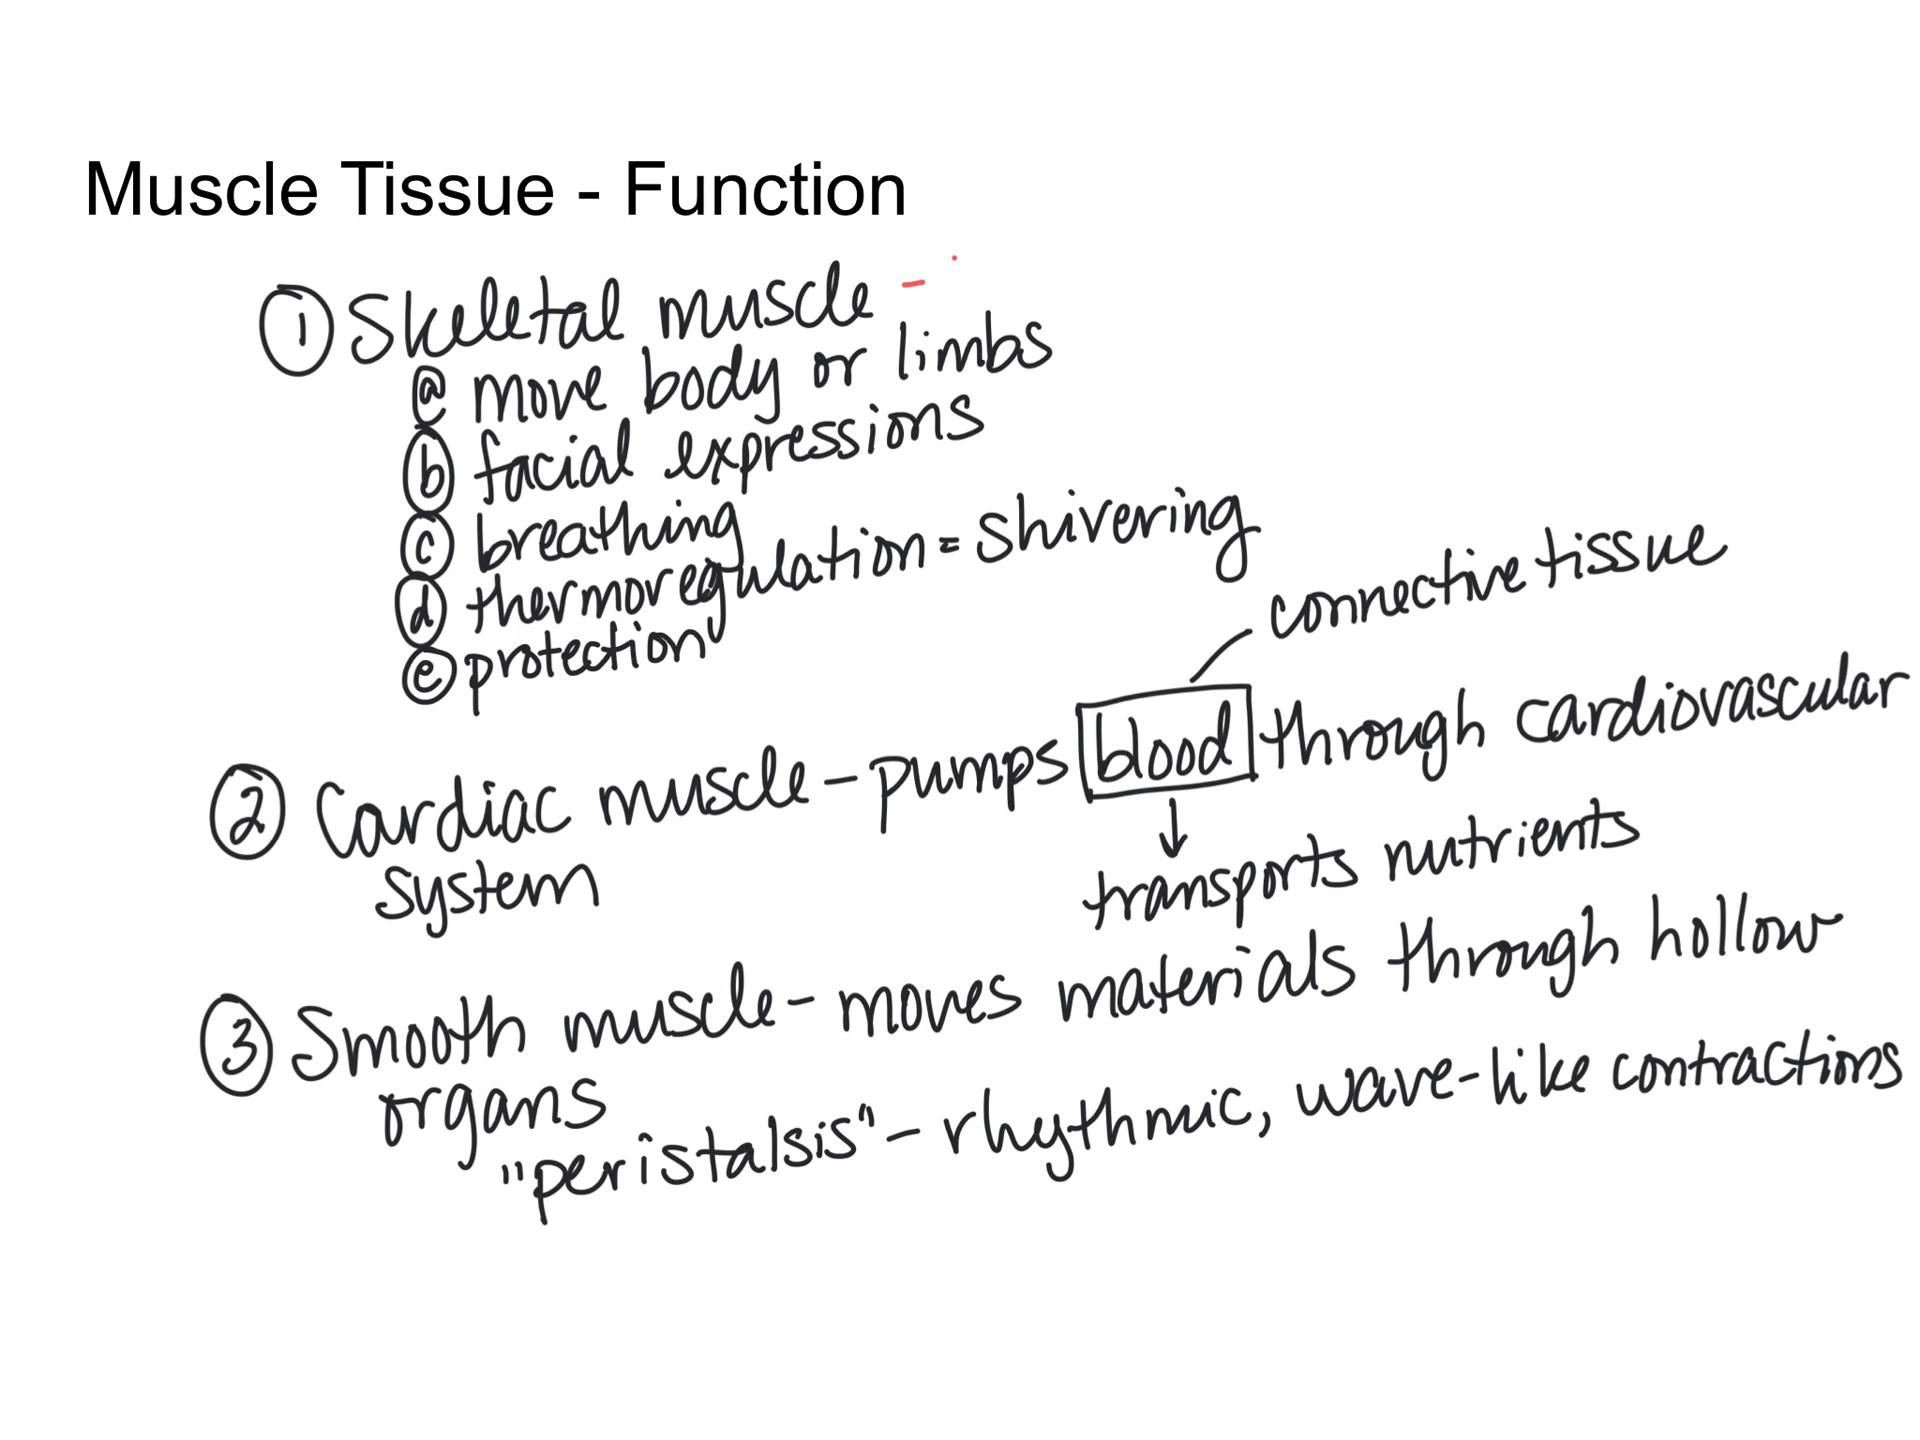 Muscle Tissue - Function
① Skeletal muscle -
ⓐ move body or limbs
ⓑ facial expressions
ⓒ breathing
ⓓ thermoregulation = shivering
ⓔ protection
connective tissue
② Cardiac muscle - pumps blood through cardiovascular
system
transports nutrients
③ Smooth muscle - moves materials through hollow
organs
"peristalsis" - rhythmic, wave-like contractions